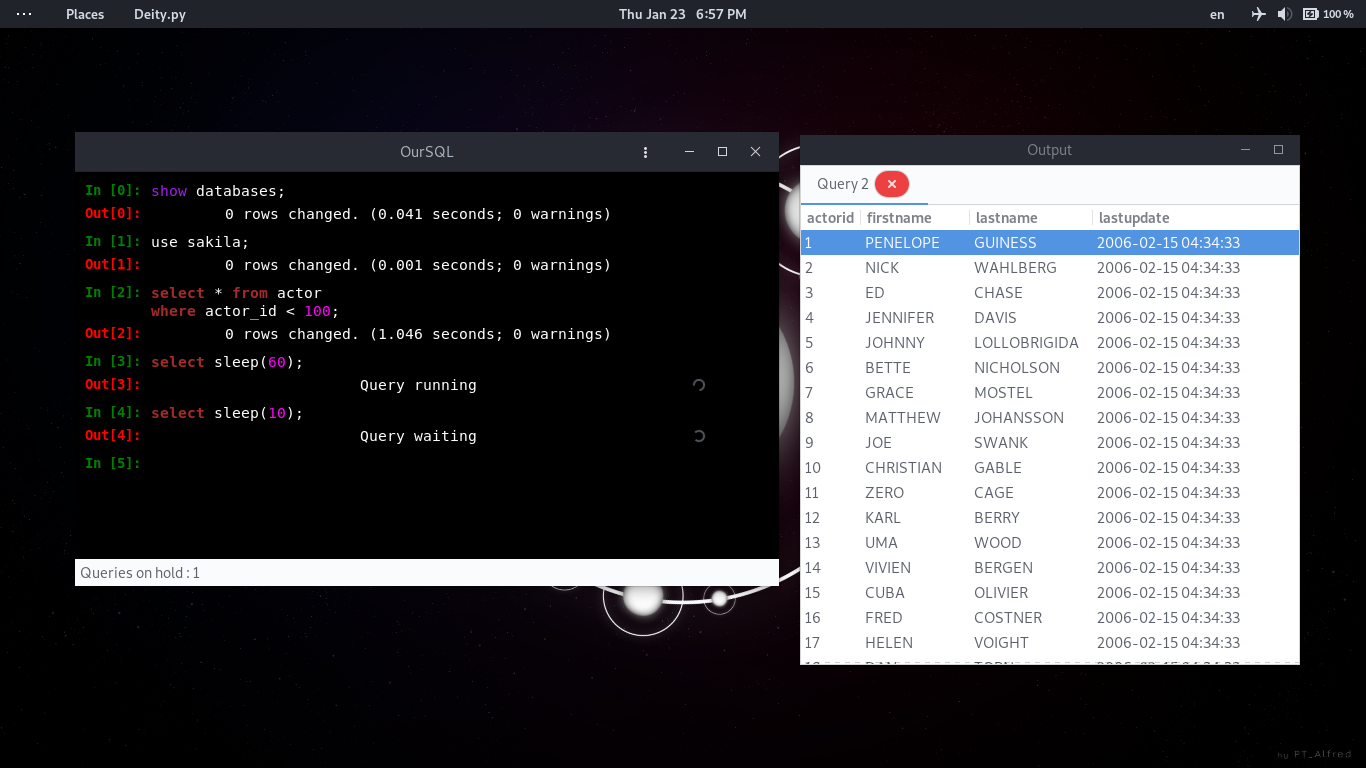 Places Deity.py Thu Jan 23 6:57 PM en 100 %
OurSQL
In [0]: show databases;
Out[0]: 0 rows changed. (0.041 seconds; 0 warnings)
In [1]: use sakila;
Out[1]: 0 rows changed. (0.001 seconds; 0 warnings)
In [2]: select * from actor
where actor_id < 100;
Out[2]: 0 rows changed. (1.046 seconds; 0 warnings)
In [3]: select sleep(60);
Out[3]: Query running
In [4]: select sleep(10);
Out[4]: Query waiting
In [5]:
Queries on hold : 1
Output
Query 2
actorid firstname lastname lastupdate
1 PENELOPE GUINESS 2006-02-15 04:34:33
2 NICK WAHLBERG 2006-02-15 04:34:33
3 ED CHASE 2006-02-15 04:34:33
4 JENNIFER DAVIS 2006-02-15 04:34:33
5 JOHNNY LOLLOBRIGIDA 2006-02-15 04:34:33
6 BETTE NICHOLSON 2006-02-15 04:34:33
7 GRACE MOSTEL 2006-02-15 04:34:33
8 MATTHEW JOHANSSON 2006-02-15 04:34:33
9 JOE SWANK 2006-02-15 04:34:33
10 CHRISTIAN GABLE 2006-02-15 04:34:33
11 ZERO CAGE 2006-02-15 04:34:33
12 KARL BERRY 2006-02-15 04:34:33
13 UMA WOOD 2006-02-15 04:34:33
14 VIVIEN BERGEN 2006-02-15 04:34:33
15 CUBA OLIVIER 2006-02-15 04:34:33
16 FRED COSTNER 2006-02-15 04:34:33
17 HELEN VOIGHT 2006-02-15 04:34:33
PT_Alfred